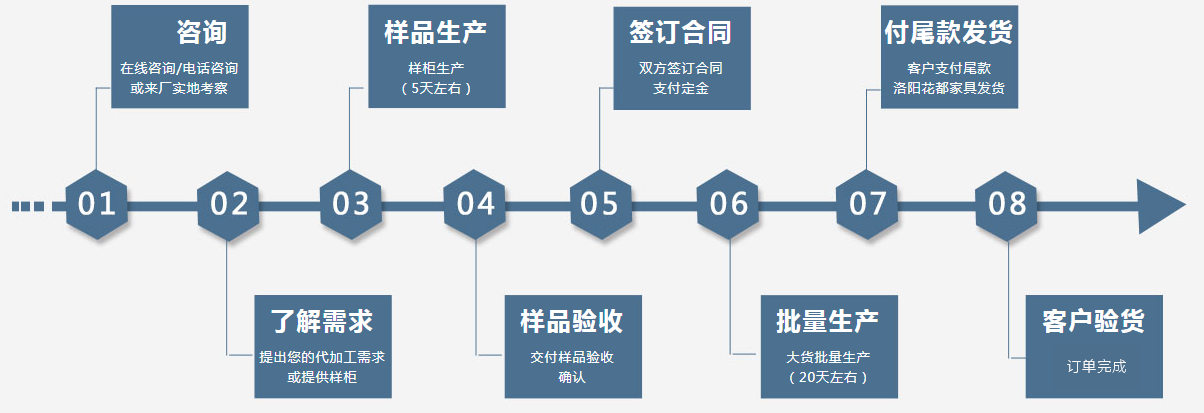 01
咨询
在线咨询/电话咨询
或来厂实地考察
02
了解需求
提出您的代加工需求
或提供样柜
03
样品生产
样柜生产
（5天左右）
04
样品验收
交付样品验收
确认
05
签订合同
双方签订合同
支付定金
06
批量生产
大货批量生产
（20天左右）
07
付尾款发货
客户支付尾款
洛阳花都家具发货
08
客户验货
订单完成